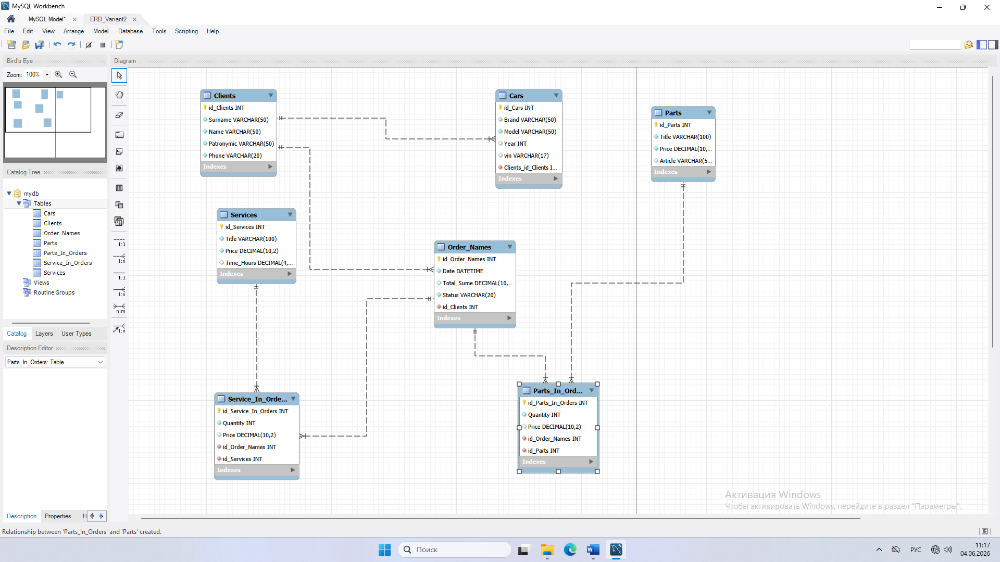 MySQL Workbench
MySQL Model*
ERD_Variant2
File Edit View Arrange Model Database Tools Scripting Help
Bird's Eye
Zoom: 100%
Catalog Tree
mydb
Tables
Cars
Clients
Order_Names
Parts
Parts_In_Orders
Service_In_Orders
Services
Views
Routine Groups
Catalog Layers User Types
Description Editor
Parts_In_Orders: Table
Description Properties H
Diagram
1:1
1:n
1:1
1:n
n:m
1:n
Clients
id_Clients INT
Surname VARCHAR(50)
Name VARCHAR(50)
Patronymic VARCHAR(50)
Phone VARCHAR(20)
Indexes
Cars
id_Cars INT
Brand VARCHAR(50)
Model VARCHAR(50)
Year INT
vin VARCHAR(17)
Clients_id_Clients I...
Indexes
Parts
id_Parts INT
Title VARCHAR(100)
Price DECIMAL(10,...
Article VARCHAR(5...
Indexes
Services
id_Services INT
Title VARCHAR(100)
Price DECIMAL(10,2)
Time_Hours DECIMAL(4,...
Indexes
Order_Names
id_Order_Names INT
Date DATETIME
Total_Sume DECIMAL(10,...
Status VARCHAR(20)
id_Clients INT
Indexes
Service_In_Orde...
id_Service_In_Orders INT
Quantity INT
Price DECIMAL(10,2)
id_Order_Names INT
id_Services INT
Indexes
Parts_In_Ord...
id_Parts_In_Orders INT
Quantity INT
Price DECIMAL(10,2)
id_Order_Names INT
id_Parts INT
Indexes
Активация Windows
Чтобы активировать Windows, перейдите в раздел "Параметры".
Relationship between 'Parts_In_Orders' and 'Parts' created.
Поиск
РУС
11:17
04.06.2026